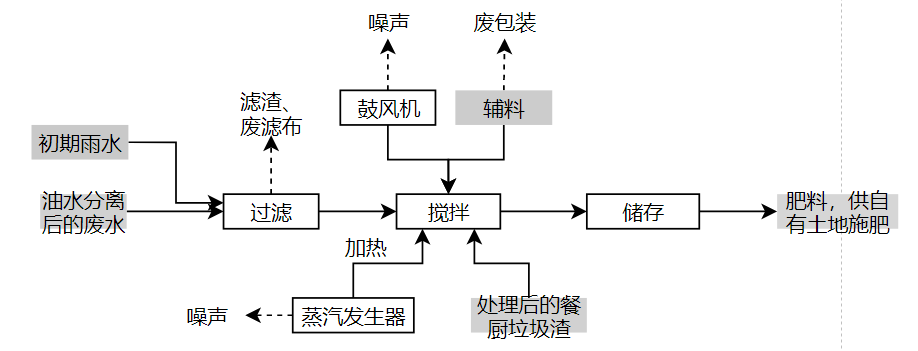 噪声
废包装
滤渣、
废滤布
鼓风机
辅料
初期雨水
油水分离
后的废水
过滤
搅拌
储存
肥料，供自
有土地施肥
加热
噪声
蒸汽发生器
处理后的餐
厨垃圾渣